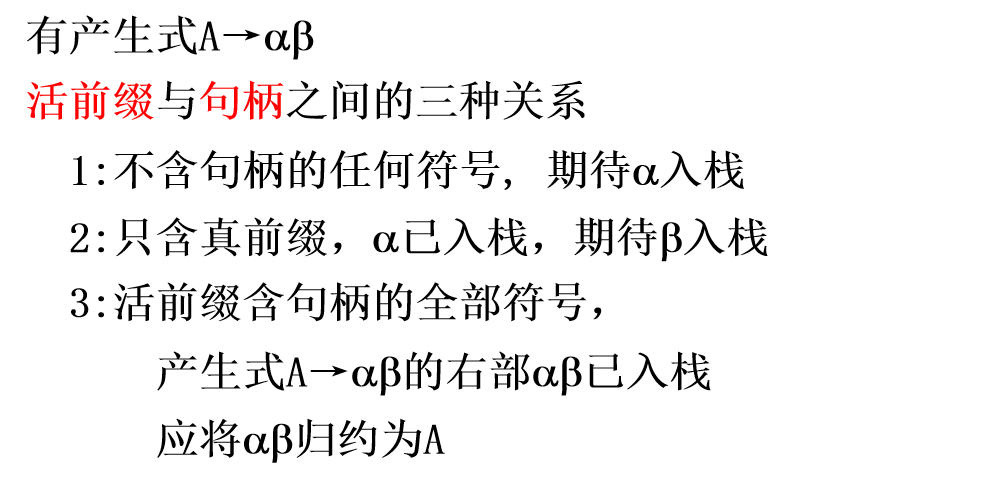 有产生式A→αβ
活前缀与句柄之间的三种关系
1:不含句柄的任何符号, 期待α入栈
2:只含真前缀，α已入栈，期待β入栈
3:活前缀含句柄的全部符号，
产生式A→αβ的右部αβ已入栈
应将αβ归约为A